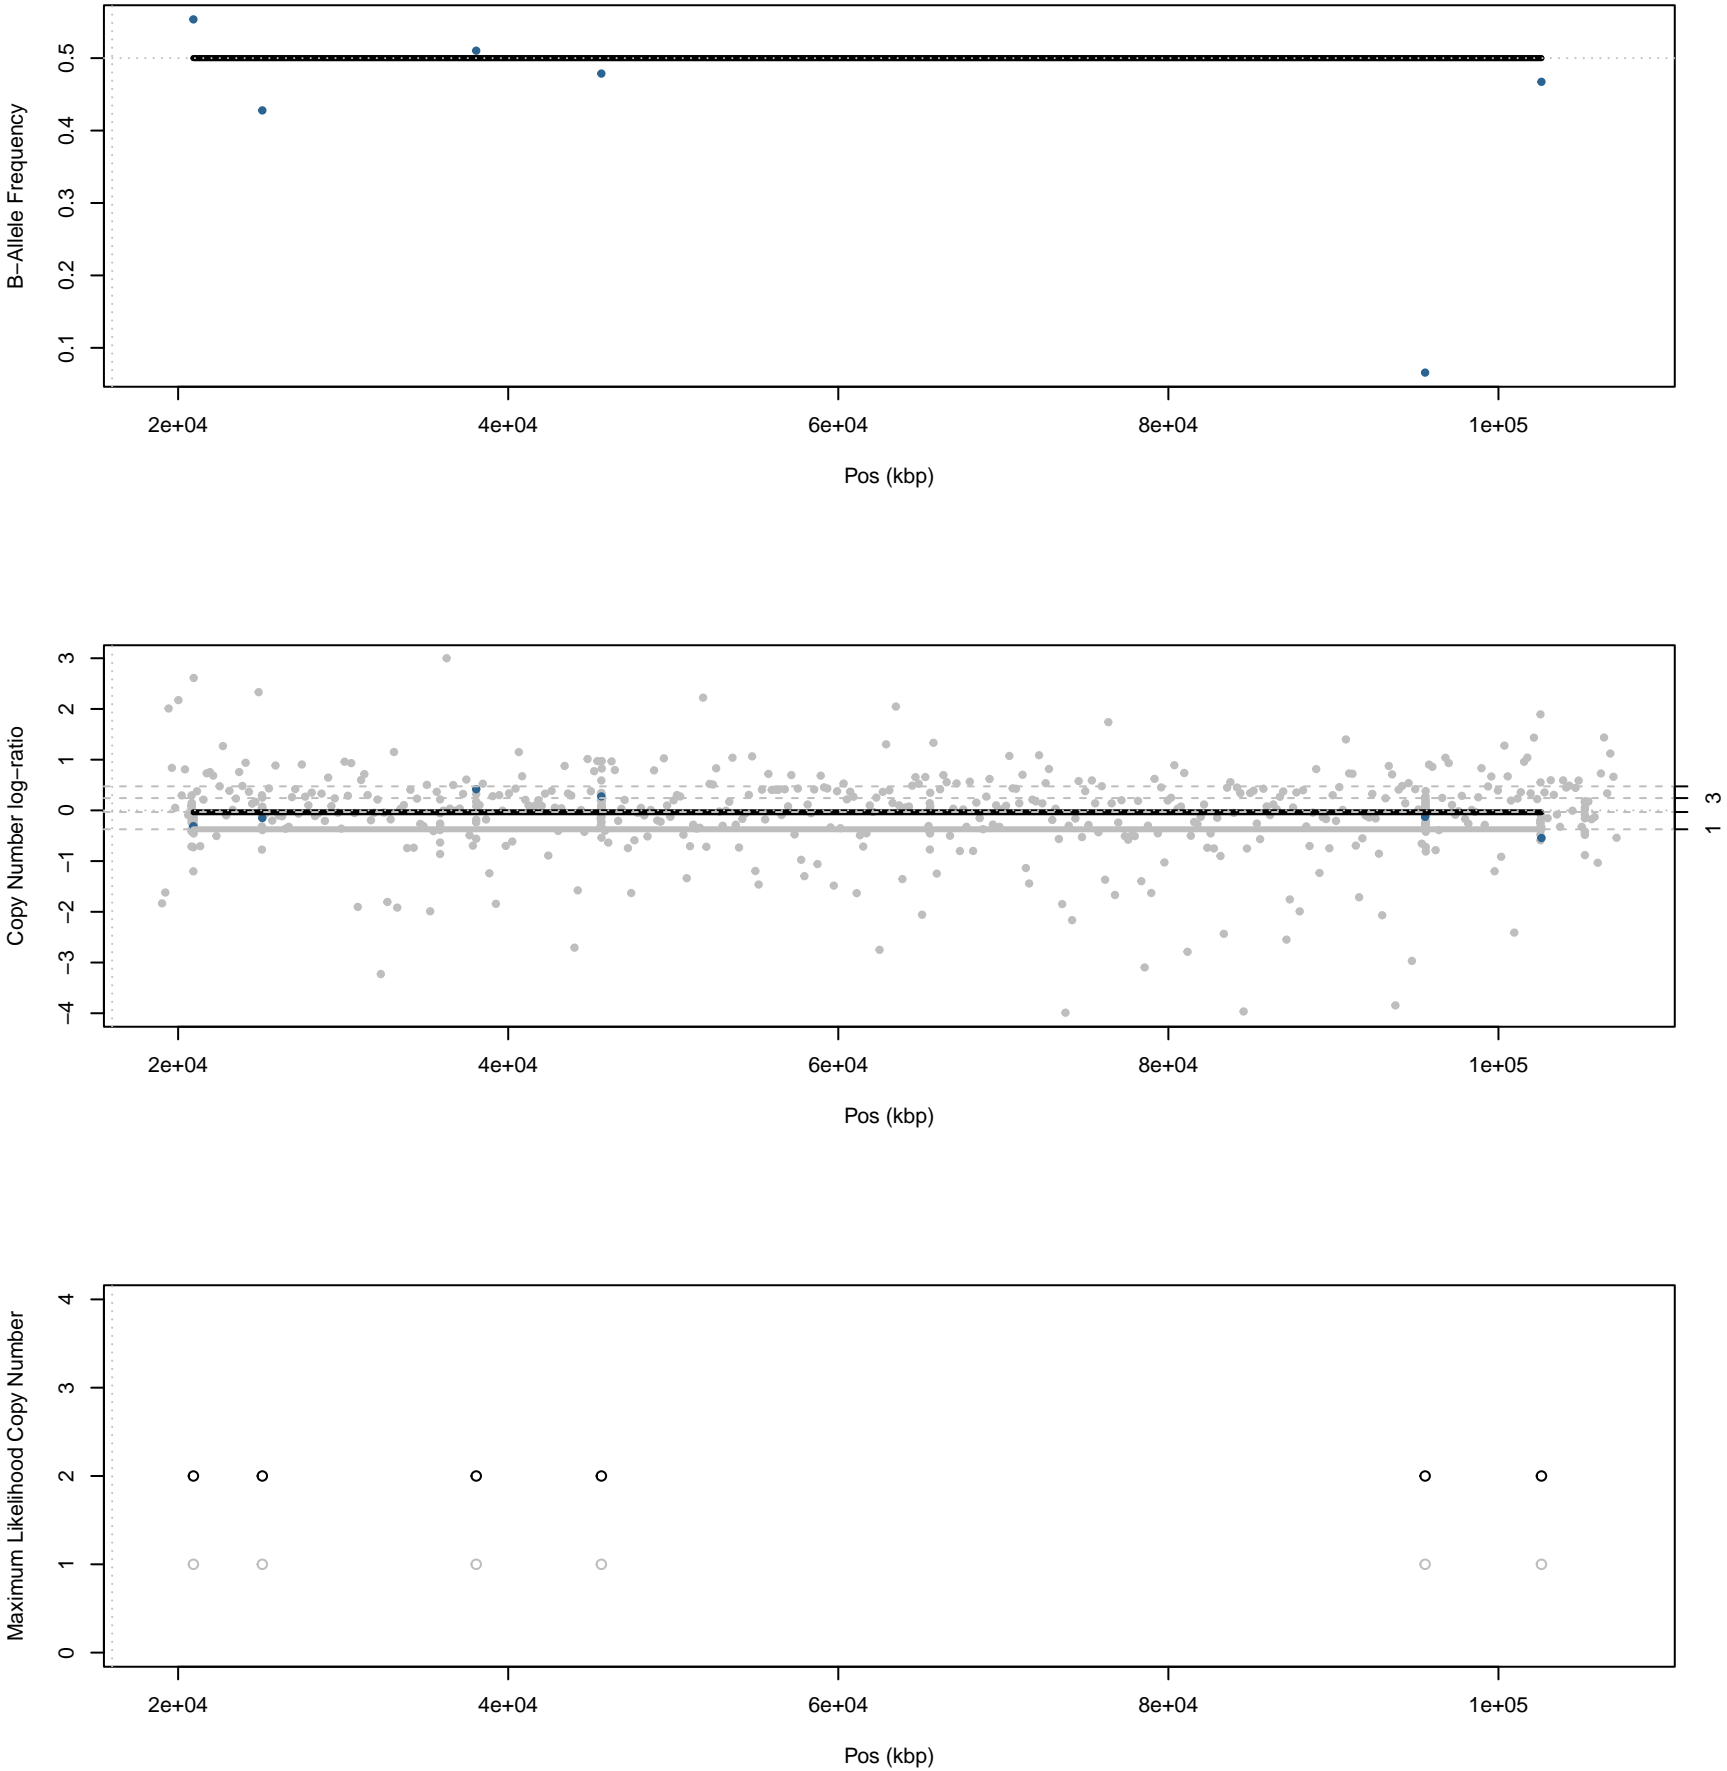 B−Allele Frequency
0.5
0.4
0.3
0.2
0.1
2e+04 4e+04 6e+04 8e+04 1e+05
Pos (kbp)
Copy Number log−ratio
3
2
1
0
−1
−2
−3
−4
3
1
2e+04 4e+04 6e+04 8e+04 1e+05
Pos (kbp)
Maximum Likelihood Copy Number
4
3
2
1
0
2e+04 4e+04 6e+04 8e+04 1e+05
Pos (kbp)